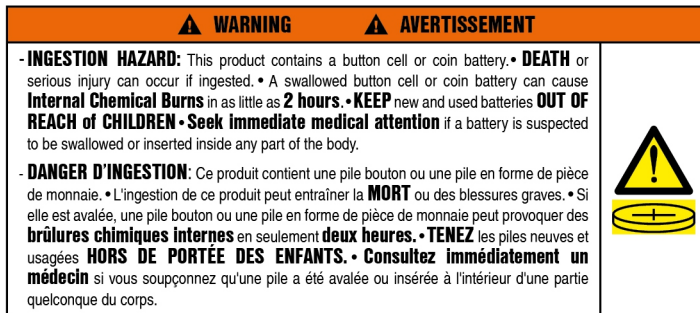 WARNING AVERTISSEMENT
- INGESTION HAZARD: This product contains a button cell or coin battery.• DEATH or
serious injury can occur if ingested. • A swallowed button cell or coin battery can cause
Internal Chemical Burns in as little as 2 hours.•KEEP new and used batteries OUT OF
REACH of CHILDREN•Seek immediate medical attention if a battery is suspected
to be swallowed or inserted inside any part of the body.
- DANGER D'INGESTION: Ce produit contient une pile bouton ou une pile en forme de pièce
de monnaie. • L'ingestion de ce produit peut entraîner la MORT ou des blessures graves. • Si
elle est avalée, une pile bouton ou une pile en forme de pièce de monnaie peut provoquer des
brûlures chimiques internes en seulement deux heures.•TENEZ les piles neuves et
usagées HORS DE PORTÉE DES ENFANTS. • Consultez immédiatement un
médecin si vous soupçonnez qu'une pile a été avalée ou insérée à l'intérieur d'une partie
quelconque du corps.